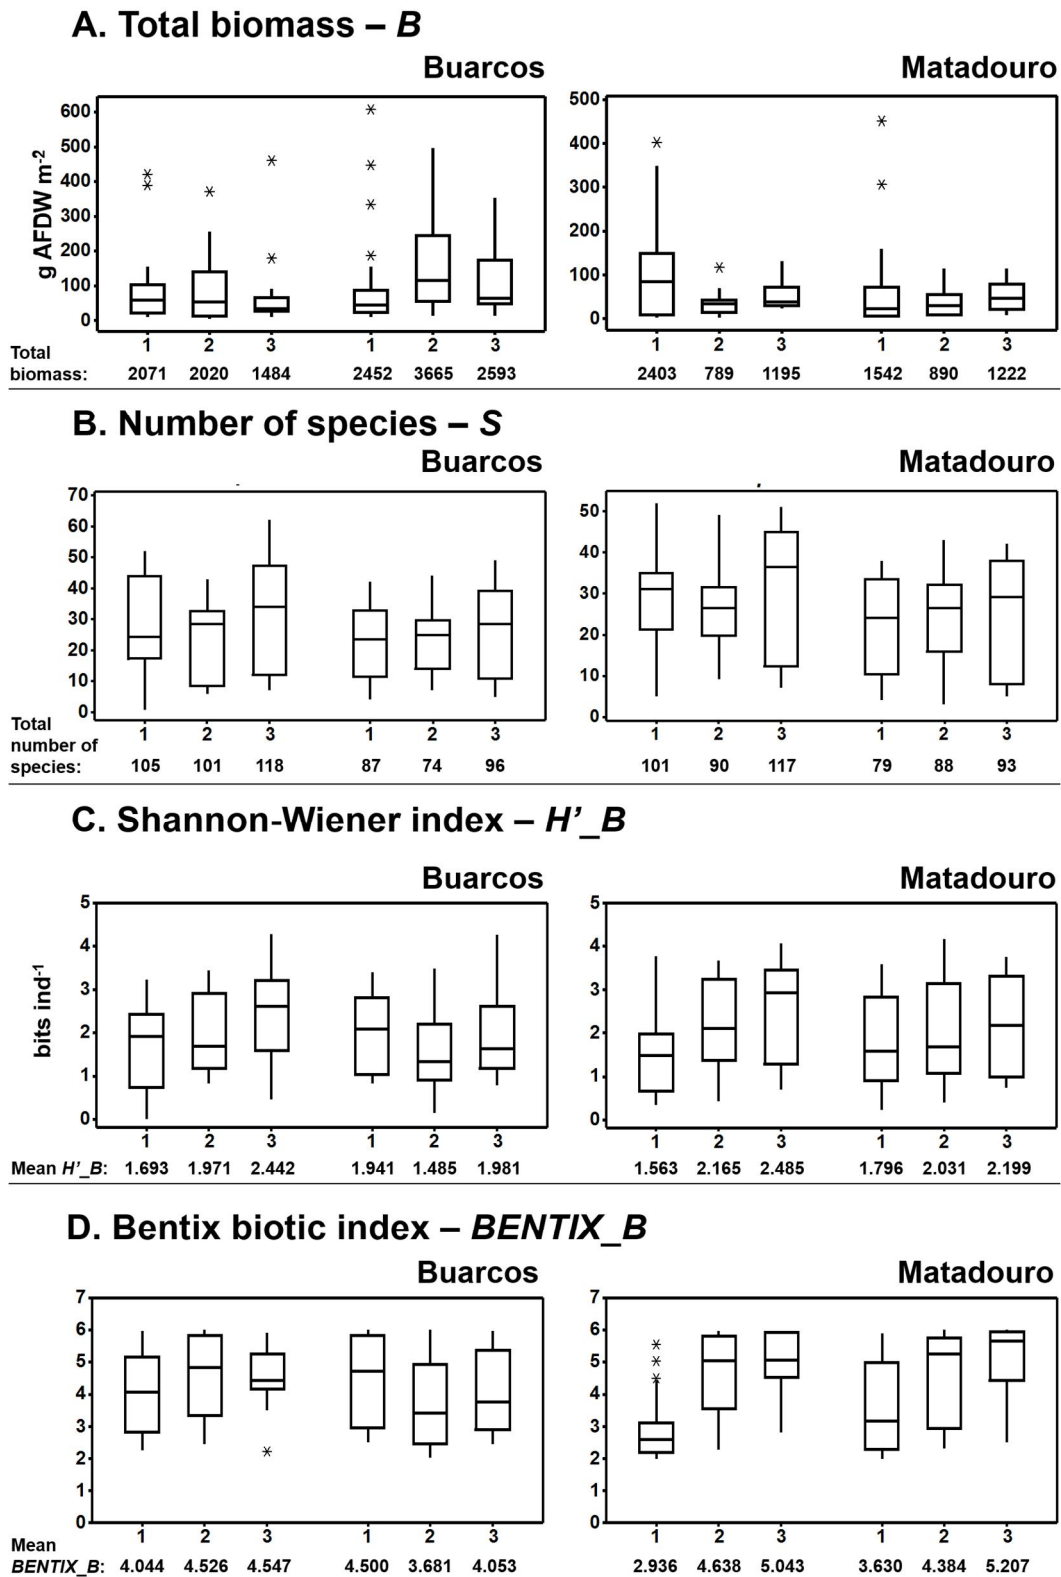 A. Total biomass – B
Buarcos
Matadouro
g AFDW m-2
600
500
400
300
200
100
0
500
400
300
200
100
0
1 2 3 1 2 3 1 2 3 1 2 3
Total
biomass: 2071 2020 1484 2452 3665 2593 2403 789 1195 1542 890 1222
B. Number of species – S
Buarcos
Matadouro
70
60
50
40
30
20
10
0
50
40
30
20
10
0
1 2 3 1 2 3 1 2 3 1 2 3
Total
number of
species: 105 101 118 87 74 96 101 90 117 79 88 93
C. Shannon-Wiener index – H’_B
Buarcos
Matadouro
bits ind-1
5
4
3
2
1
0
5
4
3
2
1
0
1 2 3 1 2 3 1 2 3 1 2 3
Mean H’_B: 1.693 1.971 2.442 1.941 1.485 1.981 1.563 2.165 2.485 1.796 2.031 2.199
D. Bentix biotic index – BENTIX_B
Buarcos
Matadouro
7
6
5
4
3
2
1
0
7
6
5
4
3
2
1
0
1 2 3 1 2 3 1 2 3 1 2 3
Mean
BENTIX_B: 4.044 4.526 4.547 4.500 3.681 4.053 2.936 4.638 5.043 3.630 4.384 5.207